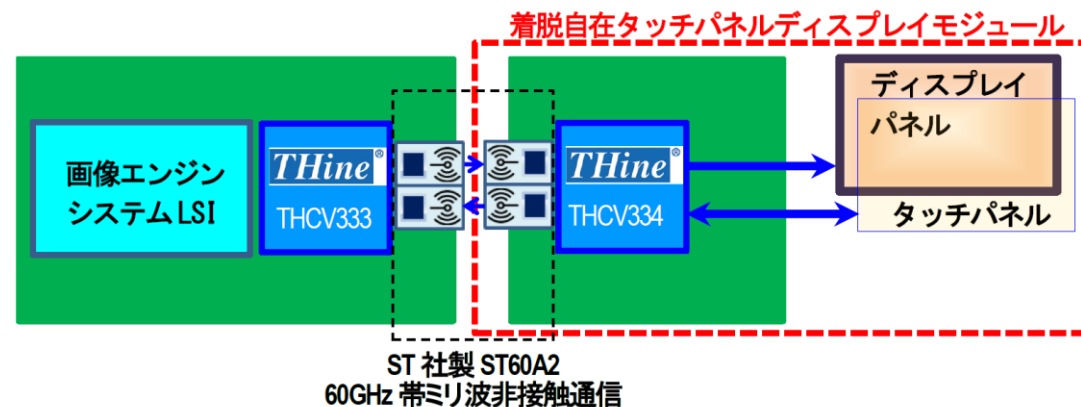 着脱自在タッチパネルディスプレイモジュール
画像エンジン
システムLSI
THine®
THCV333
THine®
THCV334
ディスプレイ
パネル
タッチパネル
ST 社製 ST60A2
60GHz 帯ミリ波非接触通信